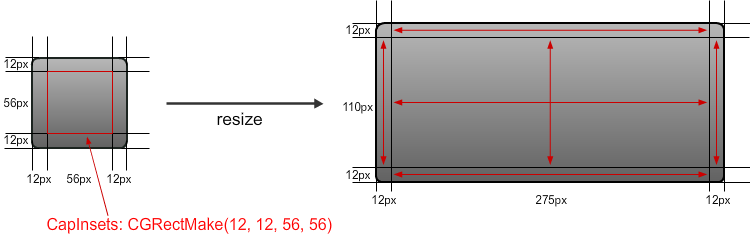 12px
56px
12px
12px 56px 12px
CapInsets: CGRectMake(12, 12, 56, 56)
resize
12px
110px
12px
12px 275px 12px